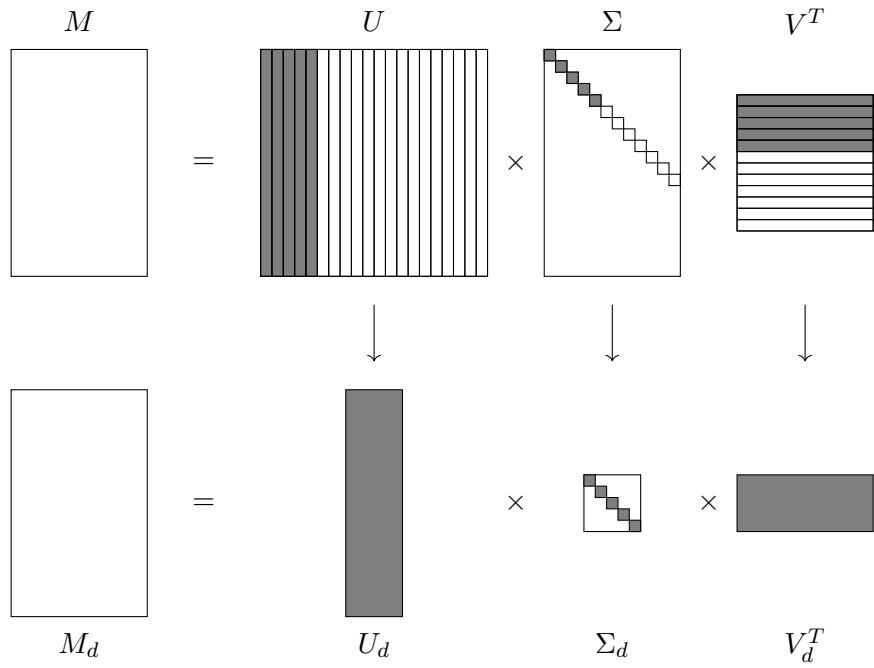 M U Σ V^T
= × ×
= × ×
M_d U_d Σ_d V_d^T